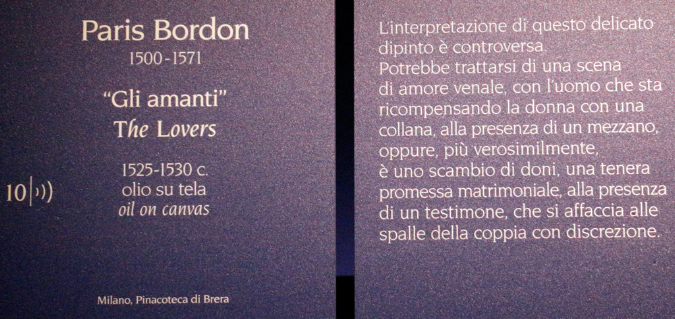 Paris Bordon
1500-1571
"Gli amanti"
The Lovers
1525-1530 c.
olio su tela
oil on canvas
10
Milano, Pinacoteca di Brera
L'interpretazione di questo delicato
dipinto è controversa.
Potrebbe trattarsi di una scena
di amore venale, con l'uomo che sta
ricompensando la donna con una
collana, alla presenza di un mezzano,
oppure, più verosimilmente,
è uno scambio di doni, una tenera
promessa matrimoniale, alla presenza
di un testimone, che si affaccia alle
spalle della coppia con discrezione.